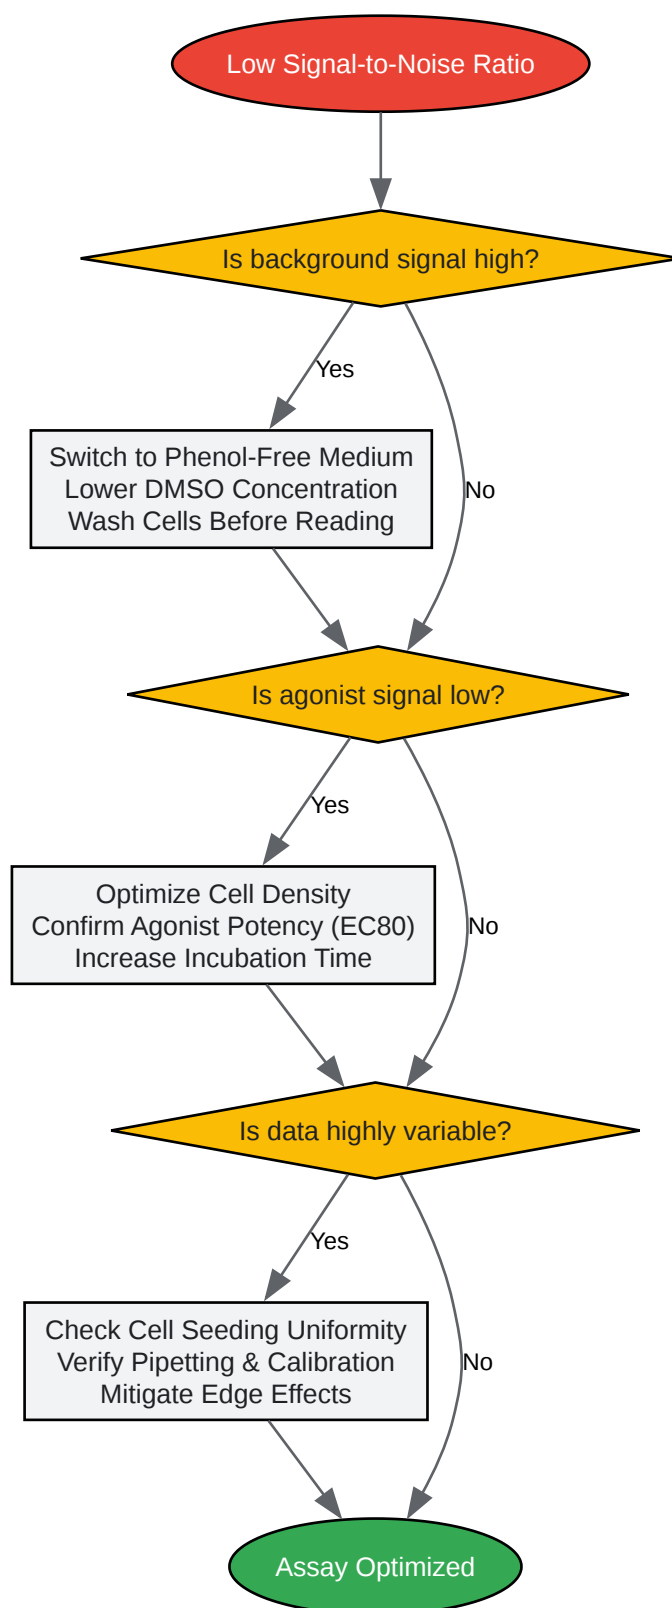 Low Signal-to-Noise Ratio
Is background signal high?
Yes
Switch to Phenol-Free Medium
Lower DMSO Concentration
Wash Cells Before Reading
No
Is agonist signal low?
Yes
Optimize Cell Density
Confirm Agonist Potency (EC80)
Increase Incubation Time
No
Is data highly variable?
Yes
Check Cell Seeding Uniformity
Verify Pipetting & Calibration
Mitigate Edge Effects
No
Assay Optimized